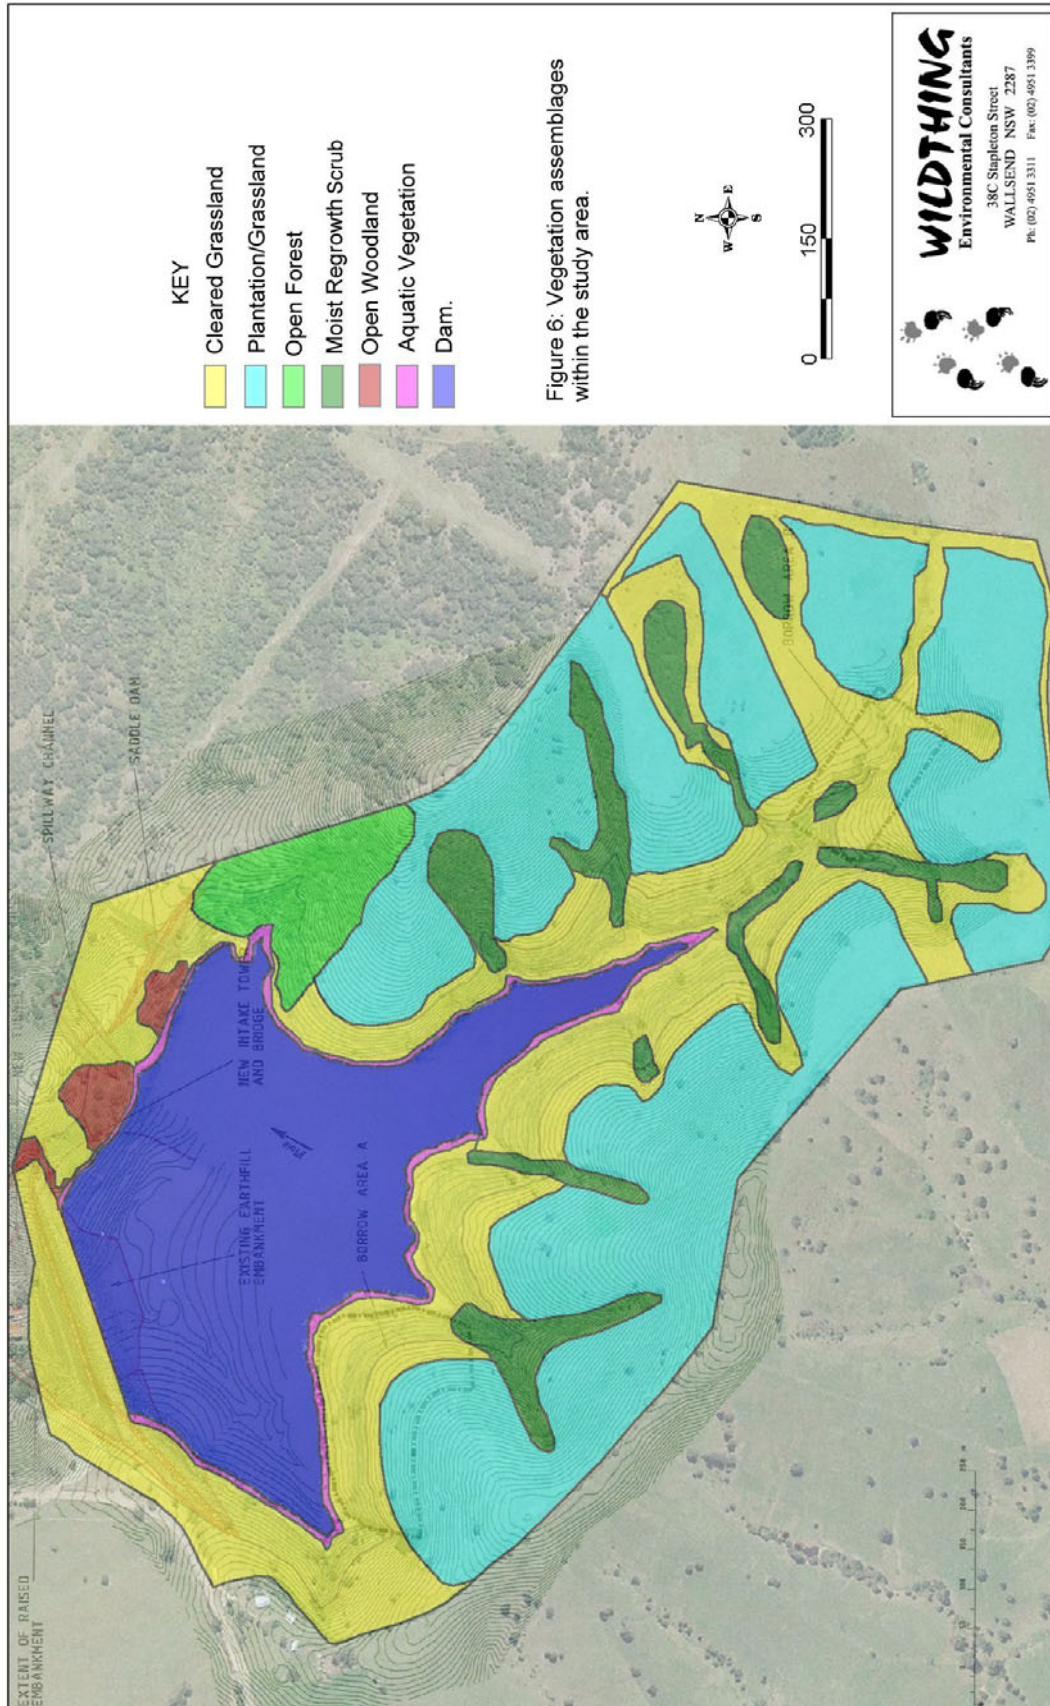 KEY
Cleared Grassland
Plantation/Grassland
Open Forest
Moist Regrowth Scrub
Open Woodland
Aquatic Vegetation
Dam.
Figure 6: Vegetation assemblages
within the study area.
N
W E
S
0 150 300
WILDTHING
Environmental Consultants
38C Stapleton Street
WALLSEND NSW 2287
Ph: (02) 4951 3311 Fax: (02) 4951 3399
SPILLWAY CHANNEL
SADDLE DAM
NEW INTAKE TOWE
AND BRIDGE
EXISTING EARTHFILL
EMBANKMENT
BORROW AREA A
BORROW AREA
EXTENT OF RAISED
EMBANKMENT